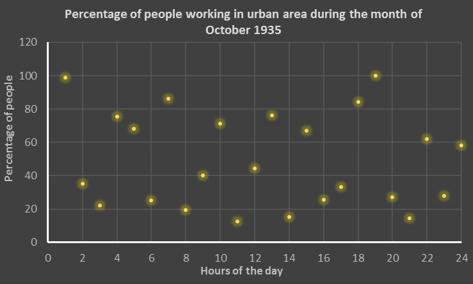 Percentage of people working in urban area during the month of
October 1935
120
100
80
60
40
20
0
Percentage of people
0 2 4 6 8 10 12 14 16 18 20 22 24
Hours of the day